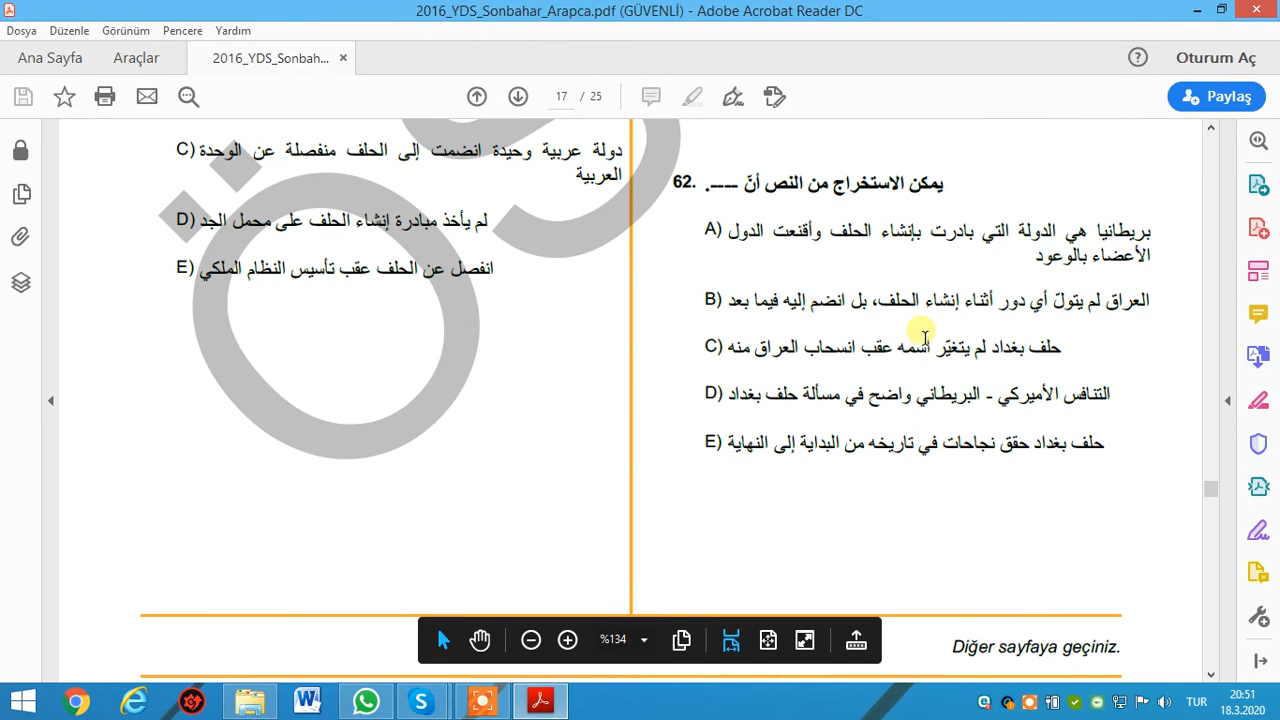 2016_YDS_Sonbahar_Arapca.pdf (GÜVENLİ) - Adobe Acrobat Reader DC
Dosya Düzenle Görünüm Pencere Yardım
Ana Sayfa Araçlar 2016_YDS_Sonbah... × Oturum Aç
17 / 25 Paylaş
C) دولة عربية وحيدة انضمت إلى الحلف منفصلة عن الوحدة
العربية
D) لم يأخذ مبادرة إنشاء الحلف على محمل الجد
E) انفصل عن الحلف عقب تأسيس النظام الملكي
62. يمكن الاستخراج من النص أنّ ----.
A) بريطانيا هي الدولة التي بادرت بإنشاء الحلف وأقنعت الدول
الأعضاء بالوعود
B) العراق لم يتولّ أي دور أثناء إنشاء الحلف، بل انضم إليه فيما بعد
C) حلف بغداد لم يتغيّر اسمه عقب انسحاب العراق منه
D) التنافس الأميركي - البريطاني واضح في مسألة حلف بغداد
E) حلف بغداد حقق نجاحات في تاريخه من البداية إلى النهاية
%134
Diğer sayfaya geçiniz.
TUR
20:51
18.3.2020